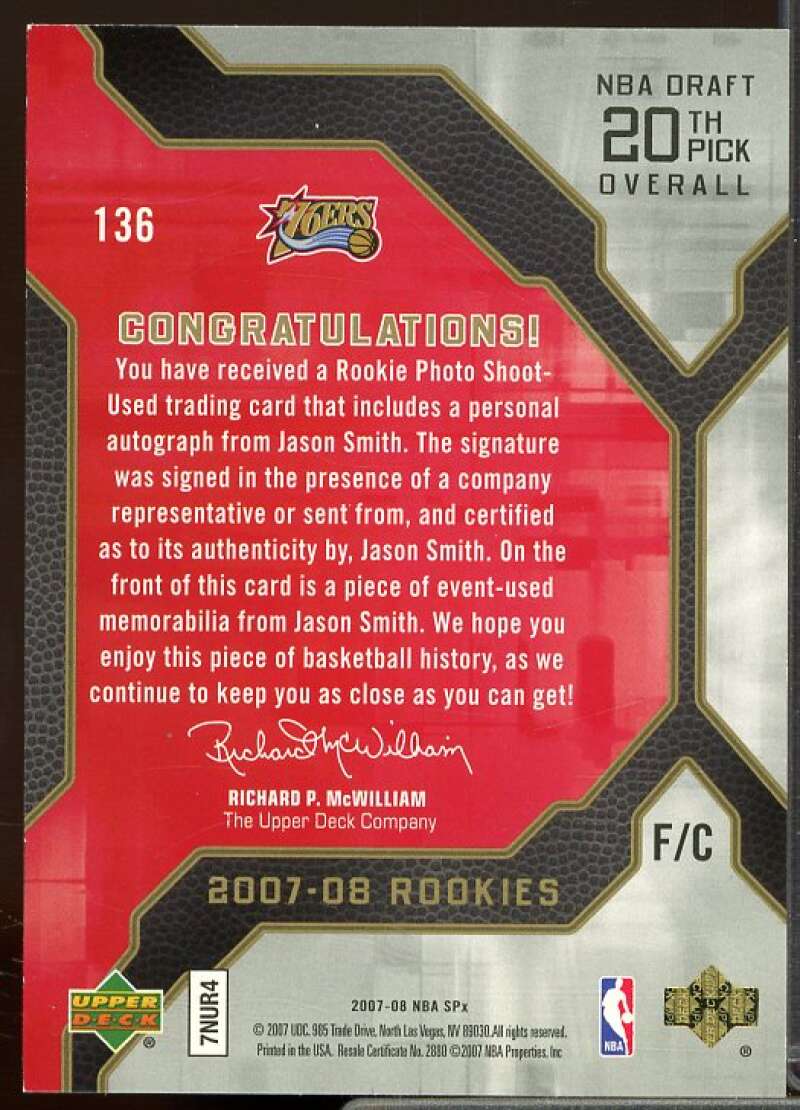 NBA DRAFT
20TH PICK
OVERALL
136
76ERS
CONGRATULATIONS!
You have received a Rookie Photo Shoot-
Used trading card that includes a personal
autograph from Jason Smith. The signature
was signed in the presence of a company
representative or sent from, and certified
as to its authenticity by, Jason Smith. On the
front of this card is a piece of event-used
memorabilia from Jason Smith. We hope you
enjoy this piece of basketball history, as we
continue to keep you as close as you can get!
Richard McWilliam
RICHARD P. McWILLIAM
The Upper Deck Company
F/C
2007-08 ROOKIES
UPPER
DECK
®
7NUR4
2007-08 NBA SPx
© 2007 UDC. 985 Trade Drive, North Las Vegas, NV 89030. All rights reserved.
Printed in the USA. Resale Certificate No. 2880 ©2007 NBA Properties, Inc
NBA
®